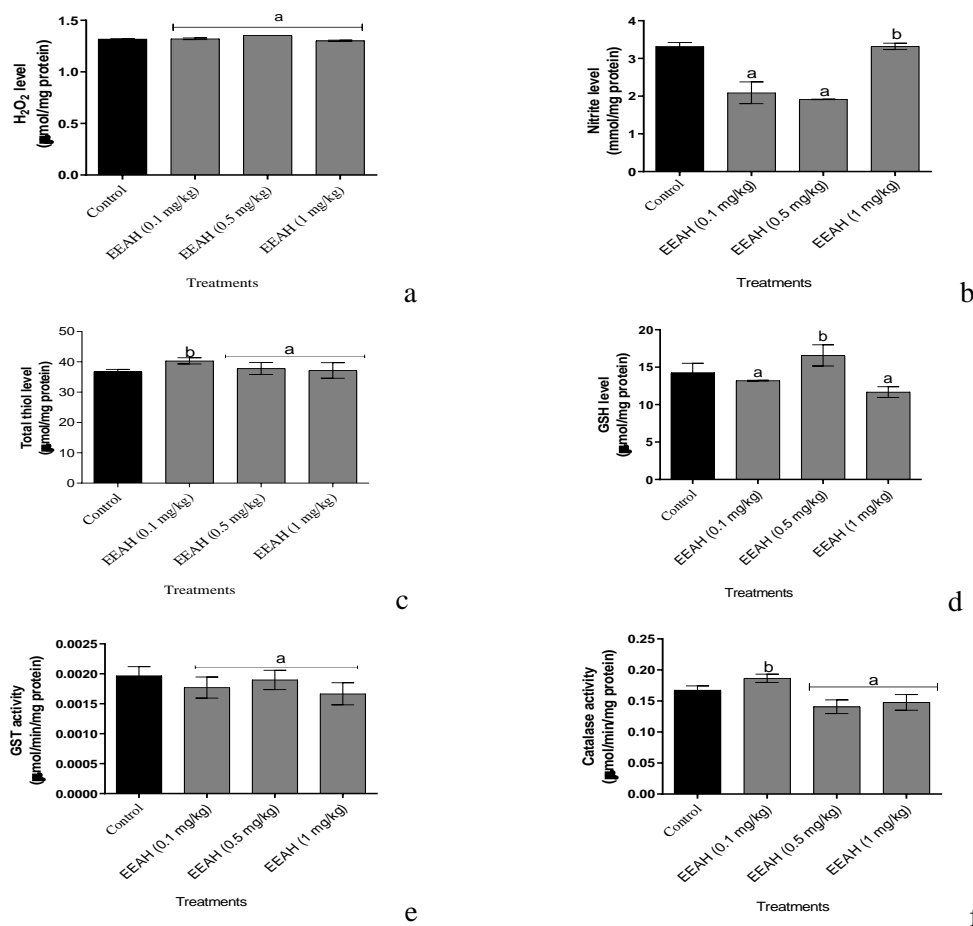 a
1.5
1.0
0.5
0.0
H₂O₂ level
(μmol/mg protein)
Control
EEAH (0.1 mg/kg)
EEAH (0.5 mg/kg)
EEAH (1 mg/kg)
Treatments
a
4
3
2
1
0
Nitrite level
(mmol/mg protein)
a
a
b
Control
EEAH (0.1 mg/kg)
EEAH (0.5 mg/kg)
EEAH (1 mg/kg)
Treatments
b
50
40
30
20
10
0
Total thiol level
(μmol/mg protein)
b
a
Control
EEAH (0.1 mg/kg)
EEAH (0.5 mg/kg)
EEAH (1 mg/kg)
Treatments
c
20
15
10
5
0
GSH level
(μmol/mg protein)
a
b
a
Control
EEAH (0.1 mg/kg)
EEAH (0.5 mg/kg)
EEAH (1 mg/kg)
Treatments
d
0.0025
0.0020
0.0015
0.0010
0.0005
0.0000
GST activity
(μmol/min/mg protein)
a
Control
EEAH (0.1 mg/kg)
EEAH (0.5 mg/kg)
EEAH (1 mg/kg)
Treatments
e
0.25
0.20
0.15
0.10
0.05
0.00
Catalase activity
(μmol/min/mg protein)
b
a
Control
EEAH (0.1 mg/kg)
EEAH (0.5 mg/kg)
EEAH (1 mg/kg)
Treatments
f